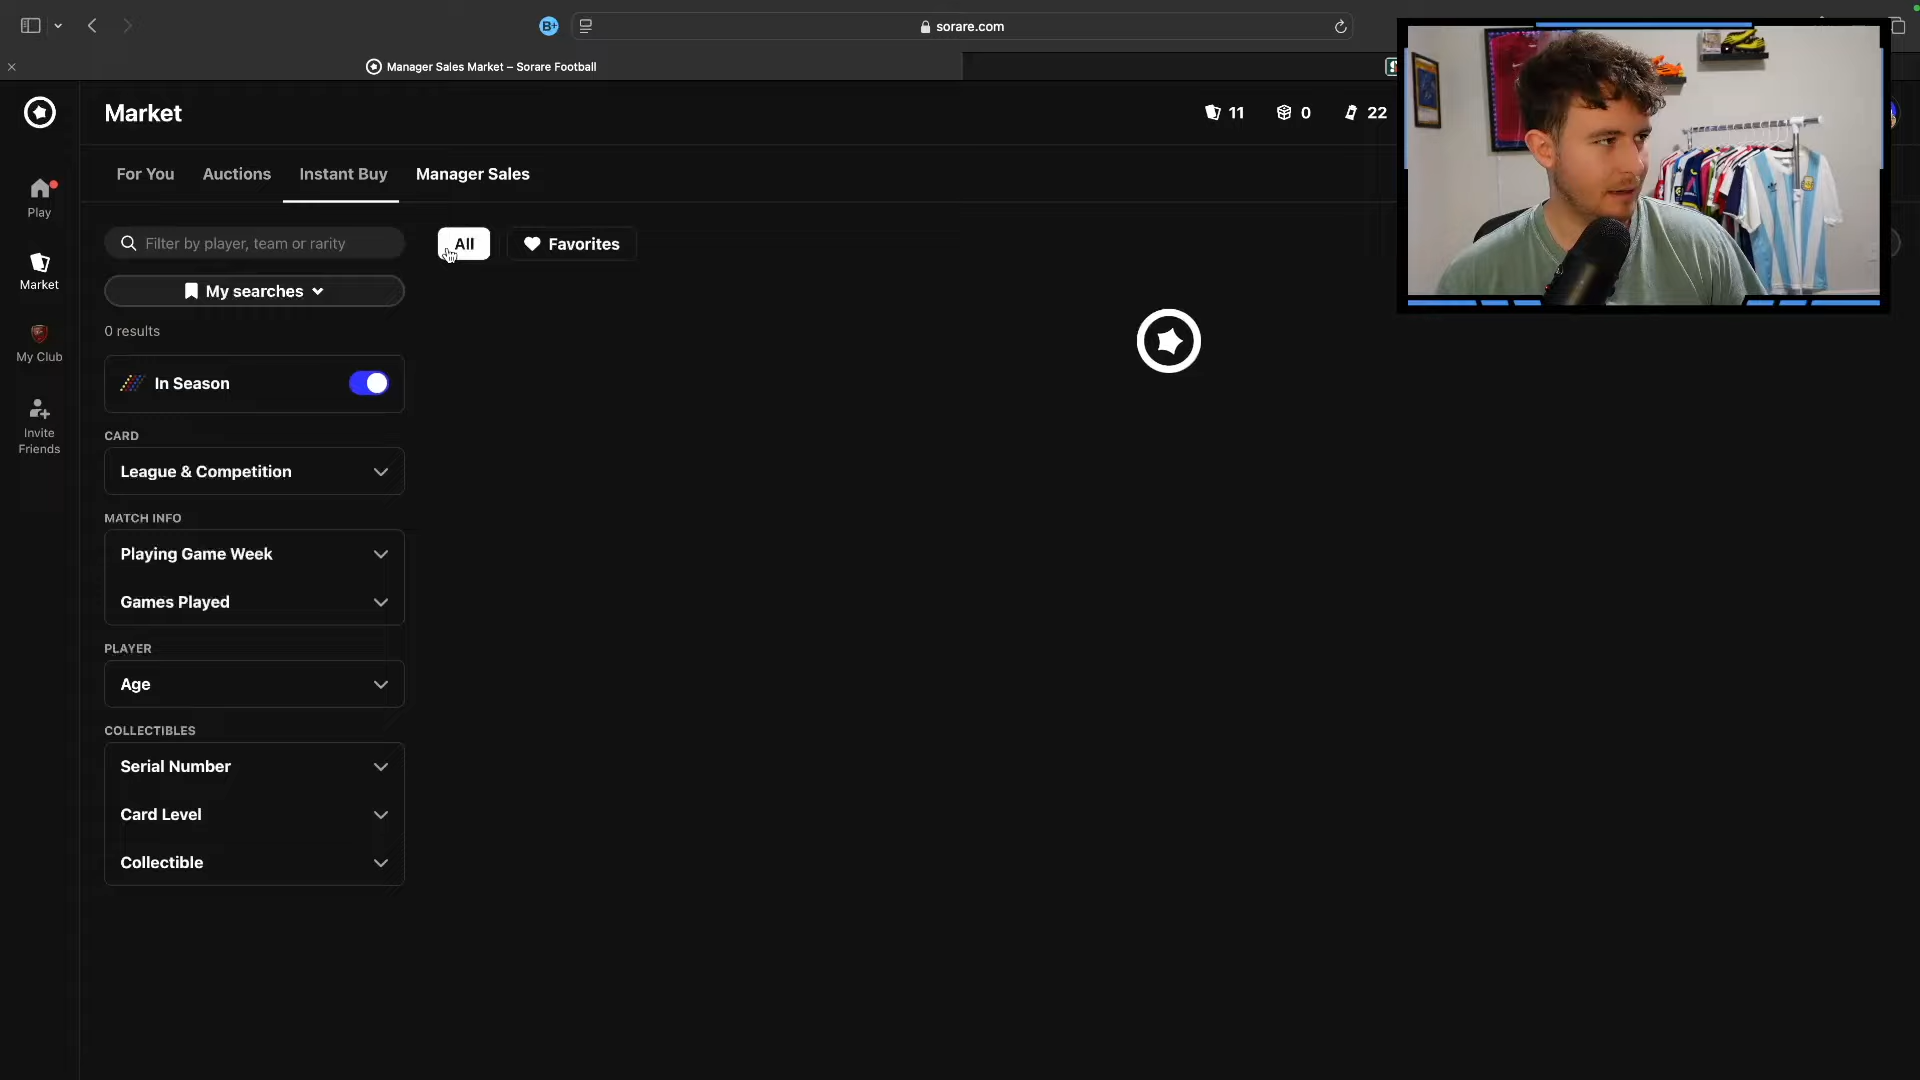 B+
sorare.com
Manager Sales Market – Sorare Football
Market
11
0
22
For You
Auctions
Instant Buy
Manager Sales
Play
Market
My Club
Invite
Friends
Filter by player, team or rarity
All
Favorites
My searches
0 results
In Season
CARD
League & Competition
MATCH INFO
Playing Game Week
Games Played
PLAYER
Age
COLLECTIBLES
Serial Number
Card Level
Collectible